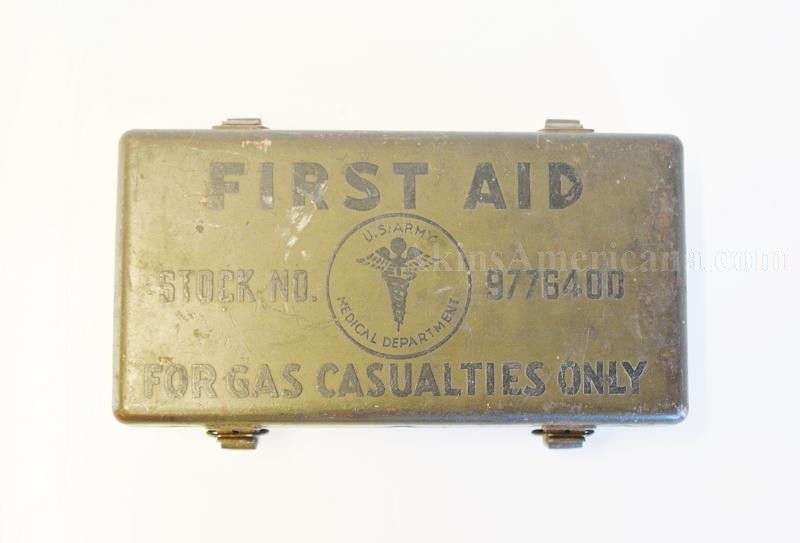 FIRST AID
U.S. ARMY
STOCK NO. 9776400
MEDICAL DEPARTMENT
FOR GAS CASUALTIES ONLY